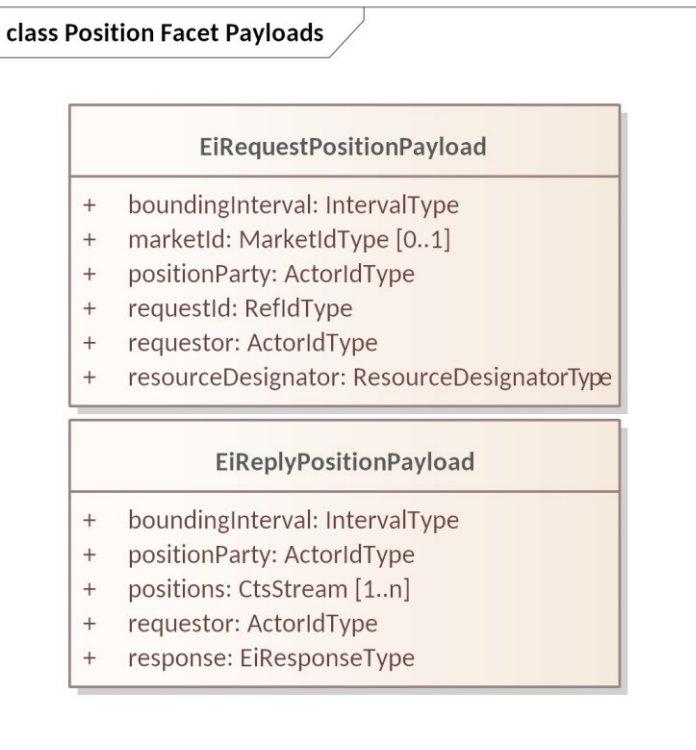 class Position Facet Payloads
EiRequestPositionPayload
+ boundingInterval: IntervalType
+ marketId: MarketIdType [0..1]
+ positionParty: ActorIdType
+ requestId: RefIdType
+ requestor: ActorIdType
+ resourceDesignator: ResourceDesignatorType
EiReplyPositionPayload
+ boundingInterval: IntervalType
+ positionParty: ActorIdType
+ positions: CtsStream [1..n]
+ requestor: ActorIdType
+ response: EiResponseType